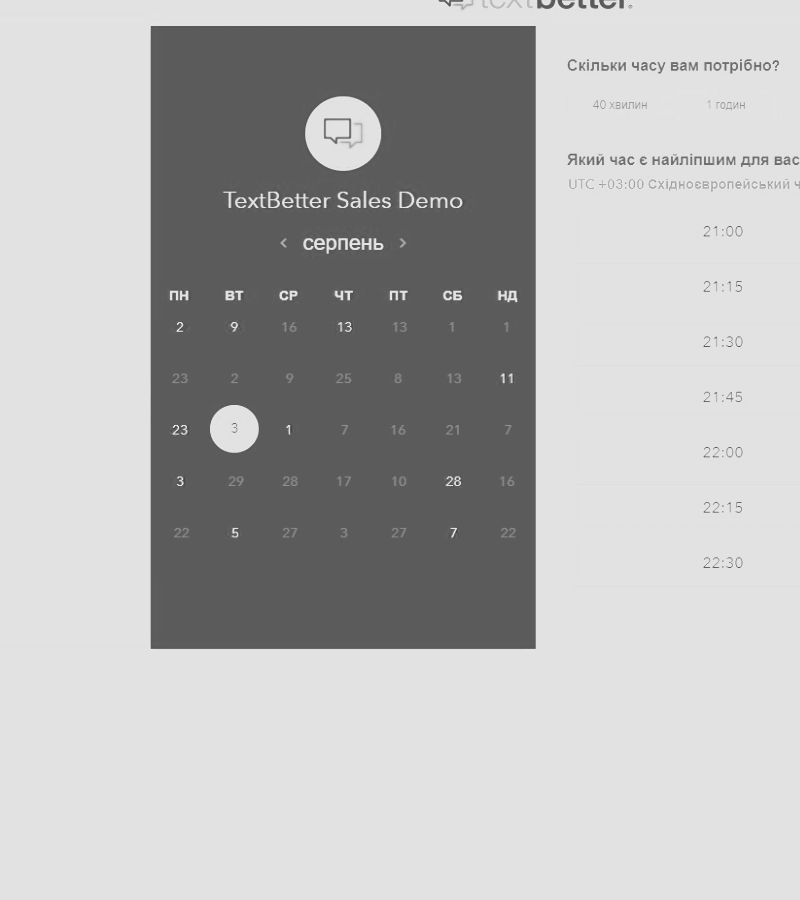 textbetter.
TextBetter Sales Demo
< серпень >
ПН ВТ СР ЧТ ПТ СБ НД
2 9 16 13 13 1 1
23 2 9 25 8 13 11
23 3 1 7 16 21 7
3 29 28 17 10 28 16
22 5 27 3 27 7 22
Скільки часу вам потрібно?
40 хвилин 1 годин
Який час є найліпшим для вас
UTC +03:00 Східноєвропейський ч
21:00
21:15
21:30
21:45
22:00
22:15
22:30